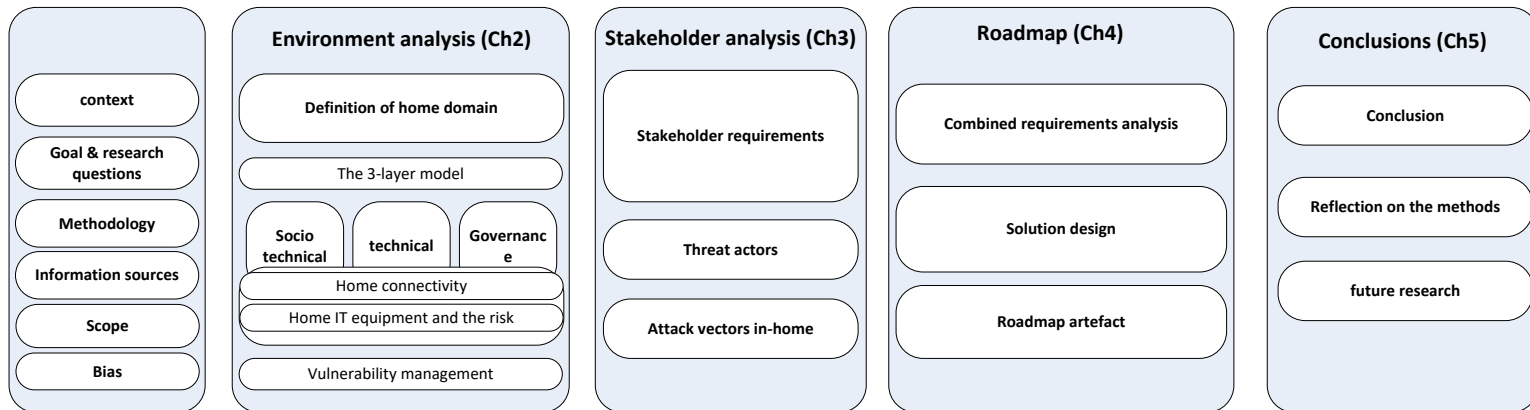 context
Goal & research
questions
Methodology
Information sources
Scope
Bias
Environment analysis (Ch2)
Definition of home domain
The 3-layer model
Socio
technical
technical
Governanc
e
Home connectivity
Home IT equipment and the risk
Vulnerability management
Stakeholder analysis (Ch3)
Stakeholder requirements
Threat actors
Attack vectors in-home
Roadmap (Ch4)
Combined requirements analysis
Solution design
Roadmap artefact
Conclusions (Ch5)
Conclusion
Reflection on the methods
future research